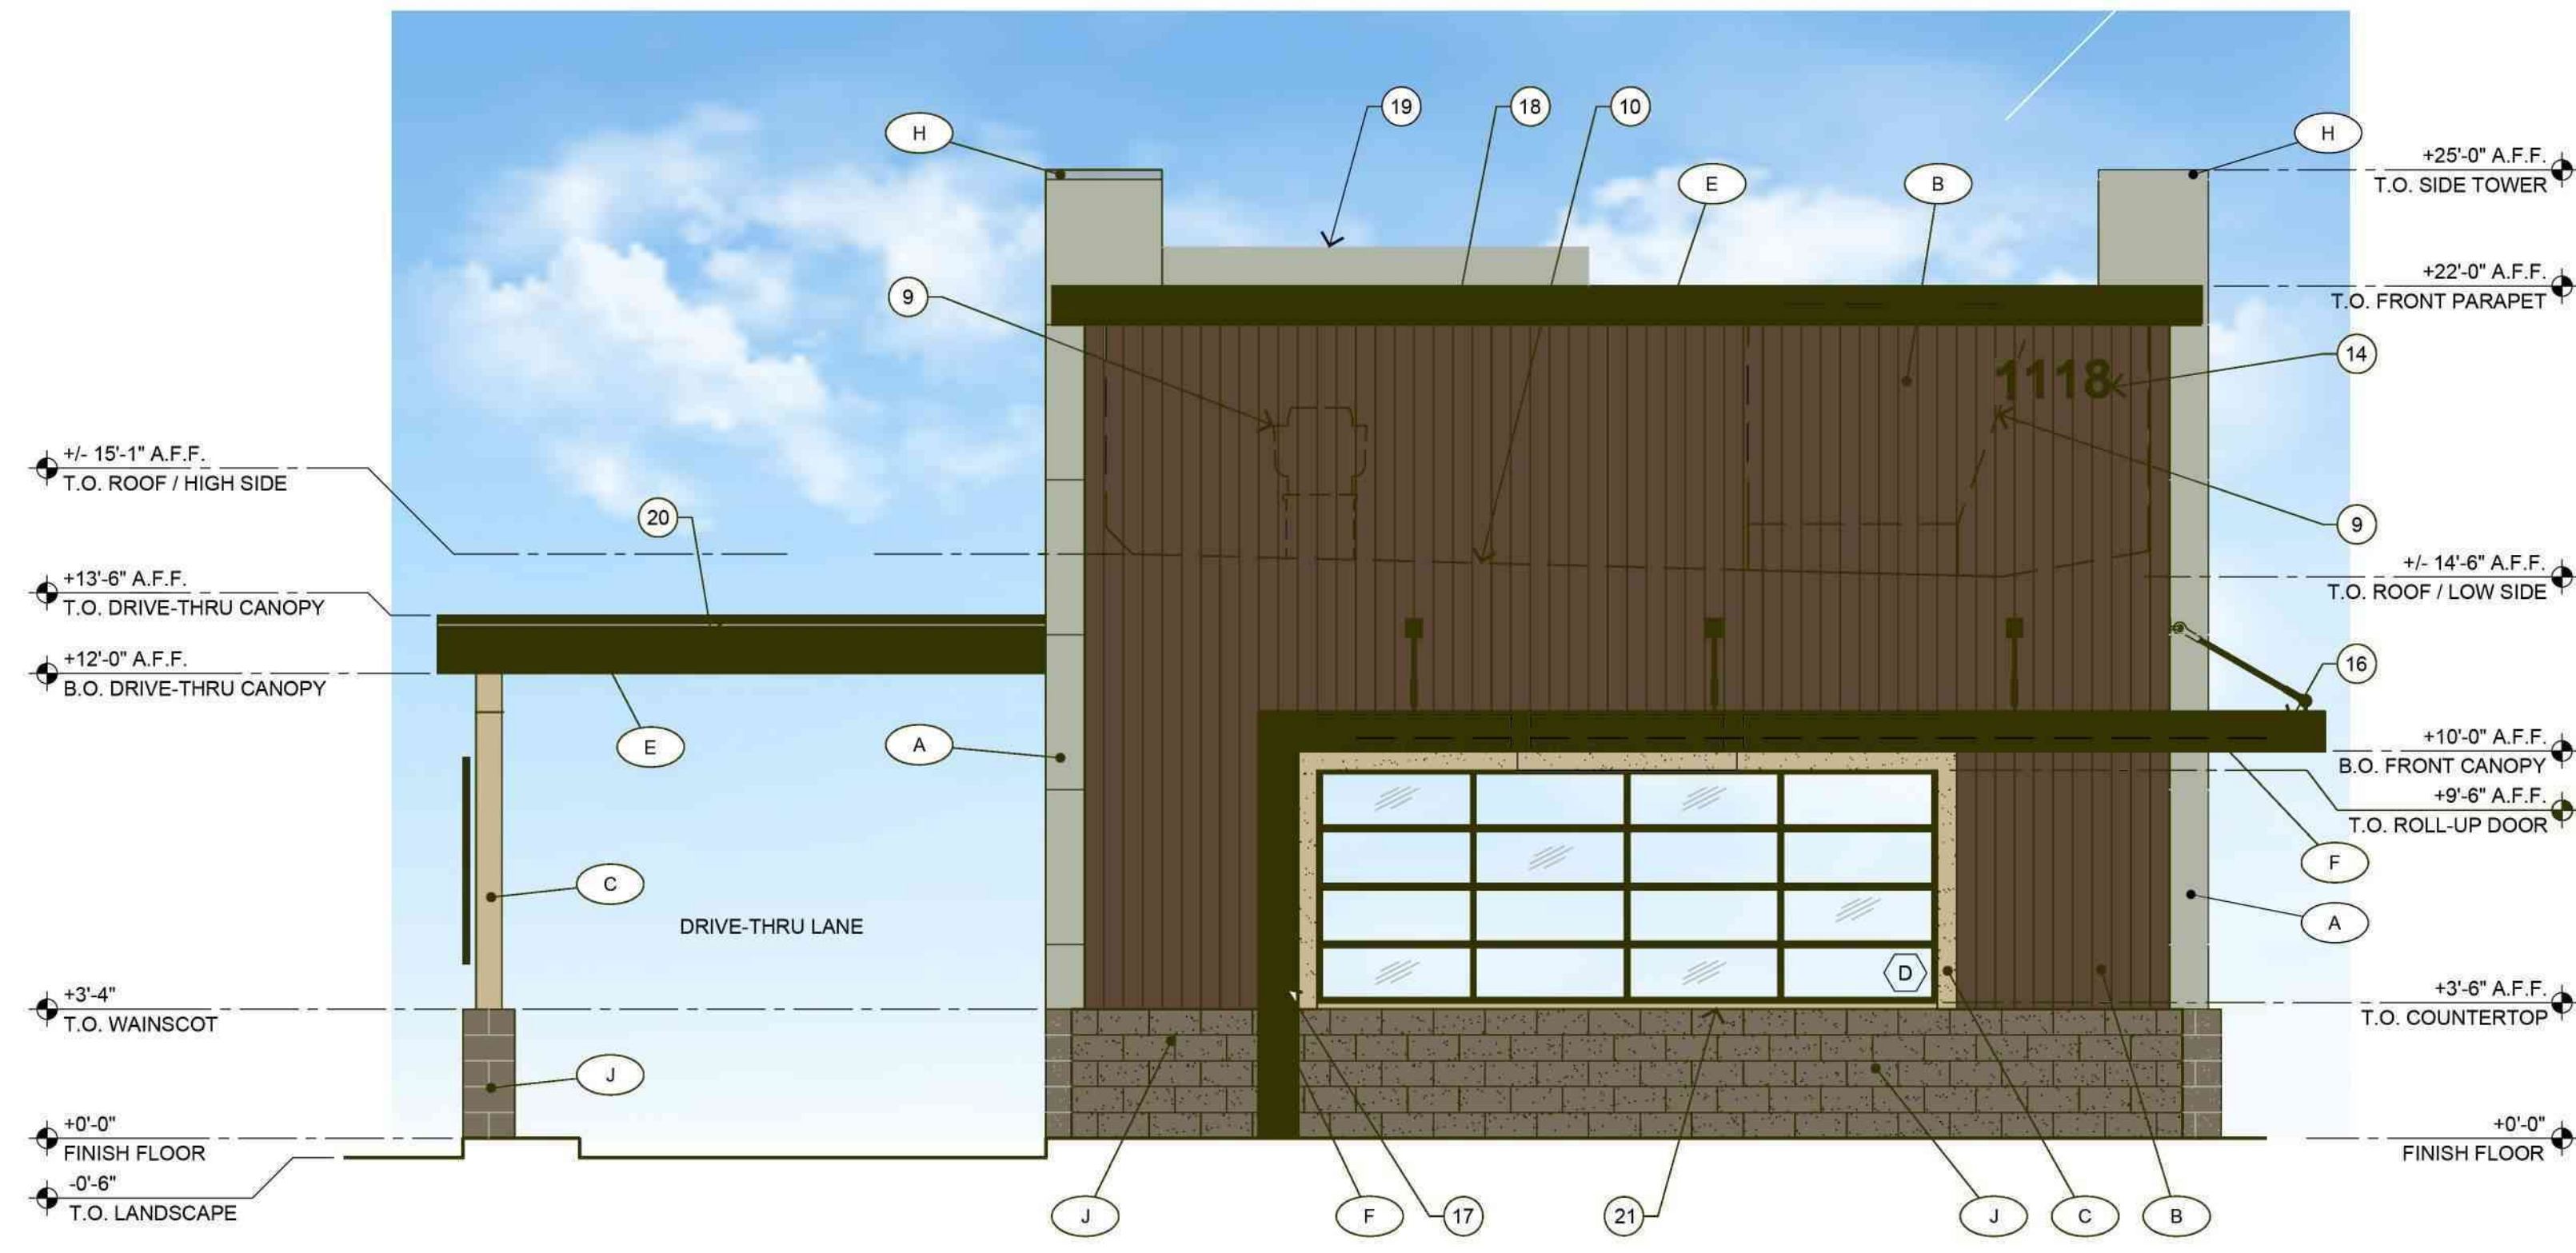 19
18
10
H
H
E
B
+25'-0" A.F.F.
T.O. SIDE TOWER
+22'-0" A.F.F.
T.O. FRONT PARAPET
9
14
1118
+/- 15'-1" A.F.F.
T.O. ROOF / HIGH SIDE
20
9
+13'-6" A.F.F.
T.O. DRIVE-THRU CANOPY
+/- 14'-6" A.F.F.
T.O. ROOF / LOW SIDE
+12'-0" A.F.F.
B.O. DRIVE-THRU CANOPY
16
E
A
+10'-0" A.F.F.
B.O. FRONT CANOPY
+9'-6" A.F.F.
T.O. ROLL-UP DOOR
F
C
DRIVE-THRU LANE
A
D
+3'-4"
T.O. WAINSCOT
+3'-6" A.F.F.
T.O. COUNTERTOP
J
+0'-0"
FINISH FLOOR
+0'-0"
FINISH FLOOR
-0'-6"
T.O. LANDSCAPE
J
F
17
21
J
C
B